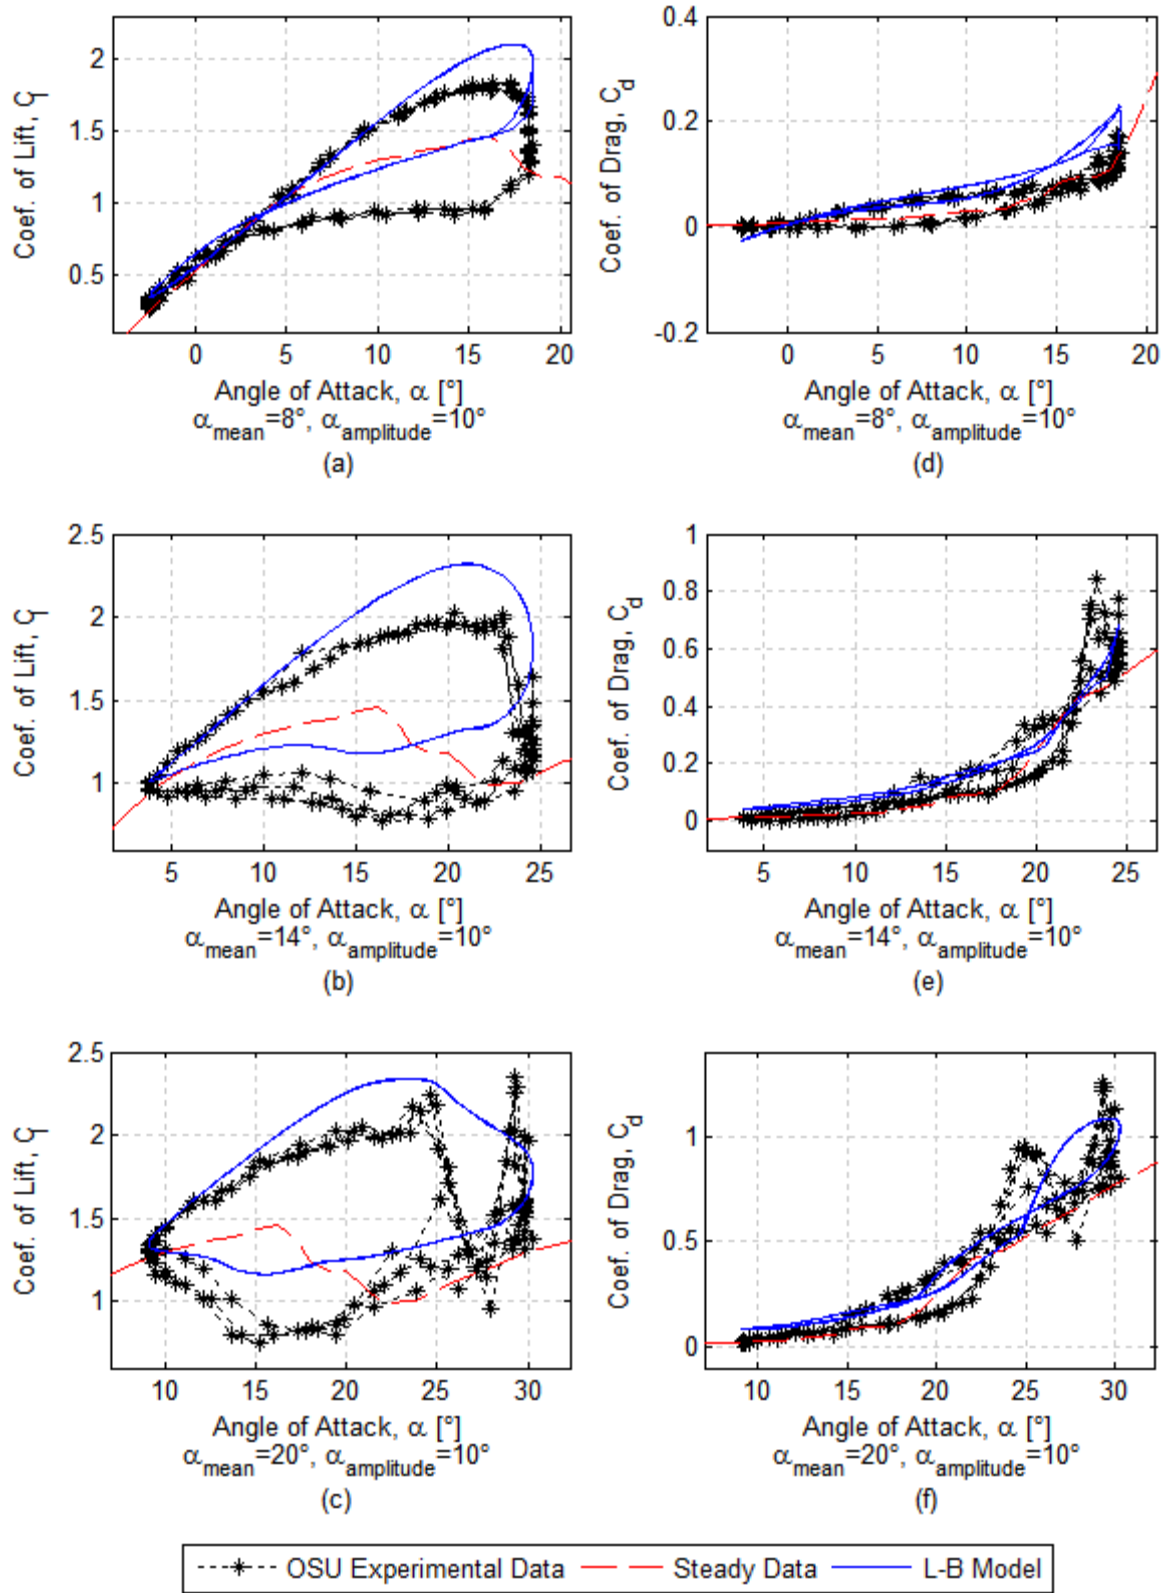 Coef. of Lift, Cl
2
1.5
1
0.5
0 5 10 15 20
Angle of Attack, α [°]
αmean=8°, αamplitude=10°
(a)
Coef. of Drag, Cd
0.4
0.2
0
-0.2
0 5 10 15 20
Angle of Attack, α [°]
αmean=8°, αamplitude=10°
(d)
Coef. of Lift, Cl
2.5
2
1.5
1
5 10 15 20 25
Angle of Attack, α [°]
αmean=14°, αamplitude=10°
(b)
Coef. of Drag, Cd
1
0.8
0.6
0.4
0.2
0
5 10 15 20 25
Angle of Attack, α [°]
αmean=14°, αamplitude=10°
(e)
Coef. of Lift, Cl
2.5
2
1.5
1
10 15 20 25 30
Angle of Attack, α [°]
αmean=20°, αamplitude=10°
(c)
Coef. of Drag, Cd
1
0.5
0
10 15 20 25 30
Angle of Attack, α [°]
αmean=20°, αamplitude=10°
(f)
OSU Experimental Data Steady Data L-B Model